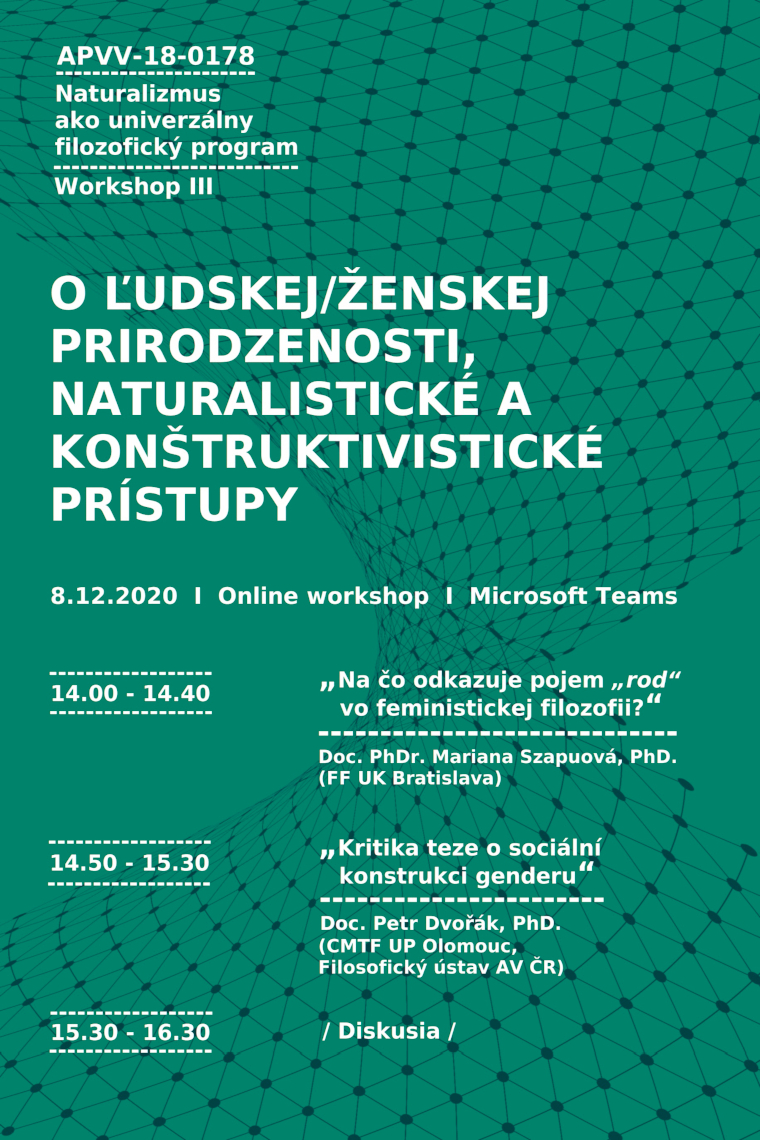 APVV-18-0178
Naturalizmus
ako univerzálny
filozofický program
Workshop III
O ĽUDSKEJ/ŽENSKEJ
PRIRODZENOSTI,
NATURALISTICKÉ A
KONŠTRUKTIVISTICKÉ
PRÍSTUPY
8.12.2020 I Online workshop I Microsoft Teams
14.00 - 14.40
„Na čo odkazuje pojem „rod“
vo feministickej filozofii?“
Doc. PhDr. Mariana Szapuová, PhD.
(FF UK Bratislava)
14.50 - 15.30
„Kritika teze o sociální
konstrukci genderu“
Doc. Petr Dvořák, PhD.
(CMTF UP Olomouc,
Filosofický ústav AV ČR)
15.30 - 16.30
/ Diskusia /